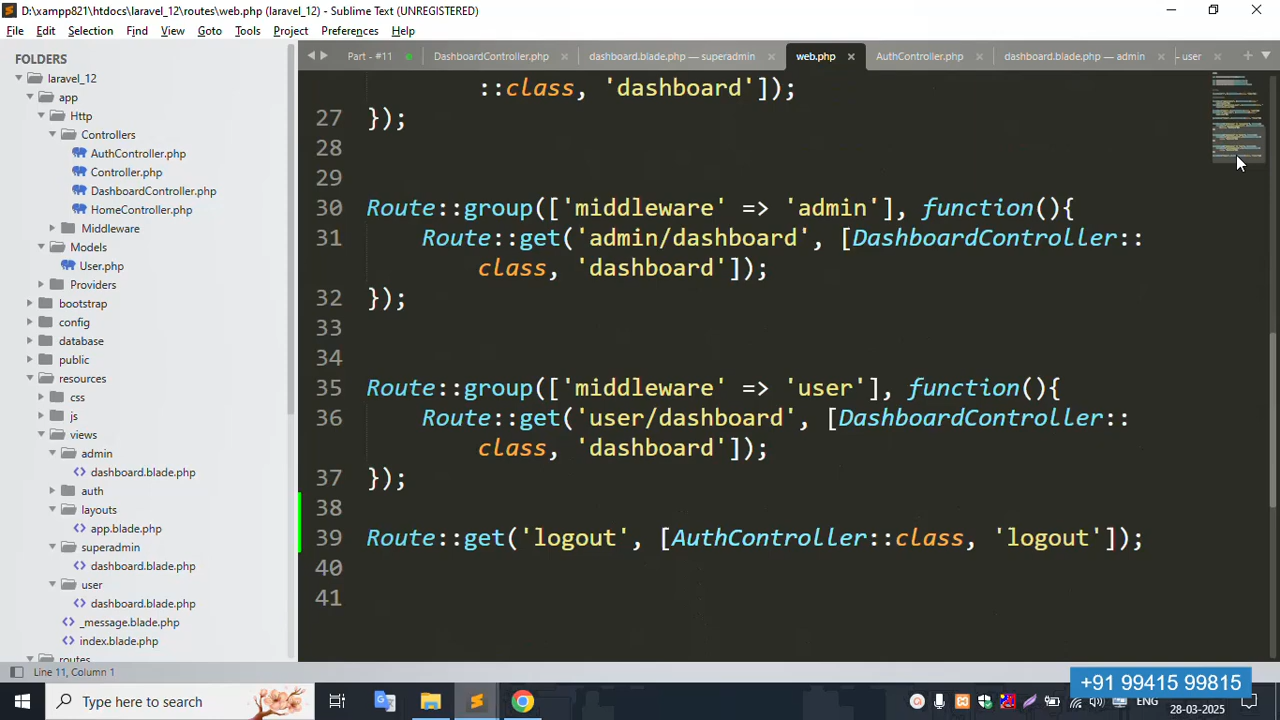 D:\xampp821\htdocs\laravel_12\routes\web.php (laravel_12) - Sublime Text (UNREGISTERED)
File Edit Selection Find View Goto Tools Project Preferences Help
FOLDERS
laravel_12
app
Http
Controllers
AuthController.php
Controller.php
DashboardController.php
HomeController.php
Middleware
Models
User.php
Providers
bootstrap
config
database
public
resources
css
js
views
admin
dashboard.blade.php
auth
layouts
app.blade.php
superadmin
dashboard.blade.php
user
dashboard.blade.php
_message.blade.php
index.blade.php
routes
Part - #11 DashboardController.php dashboard.blade.php — superadmin web.php AuthController.php dashboard.blade.php — admin - user
::class, 'dashboard']);
27 });
28
29
30 Route::group(['middleware' => 'admin'], function(){
31 Route::get('admin/dashboard', [DashboardController::
class, 'dashboard']);
32 });
33
34
35 Route::group(['middleware' => 'user'], function(){
36 Route::get('user/dashboard', [DashboardController::
class, 'dashboard']);
37 });
38
39 Route::get('logout', [AuthController::class, 'logout']);
40
41
Line 11, Column 1
+91 99415 99815
Type here to search
ENG
28-03-2025